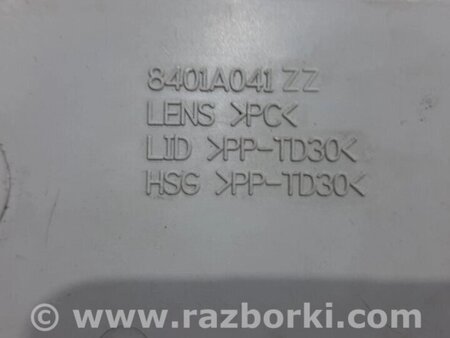 8401A041 ZZ
LENS >PC<
LID >PP-TD30<
HSG >PP-TD30<
© www.razborki.com